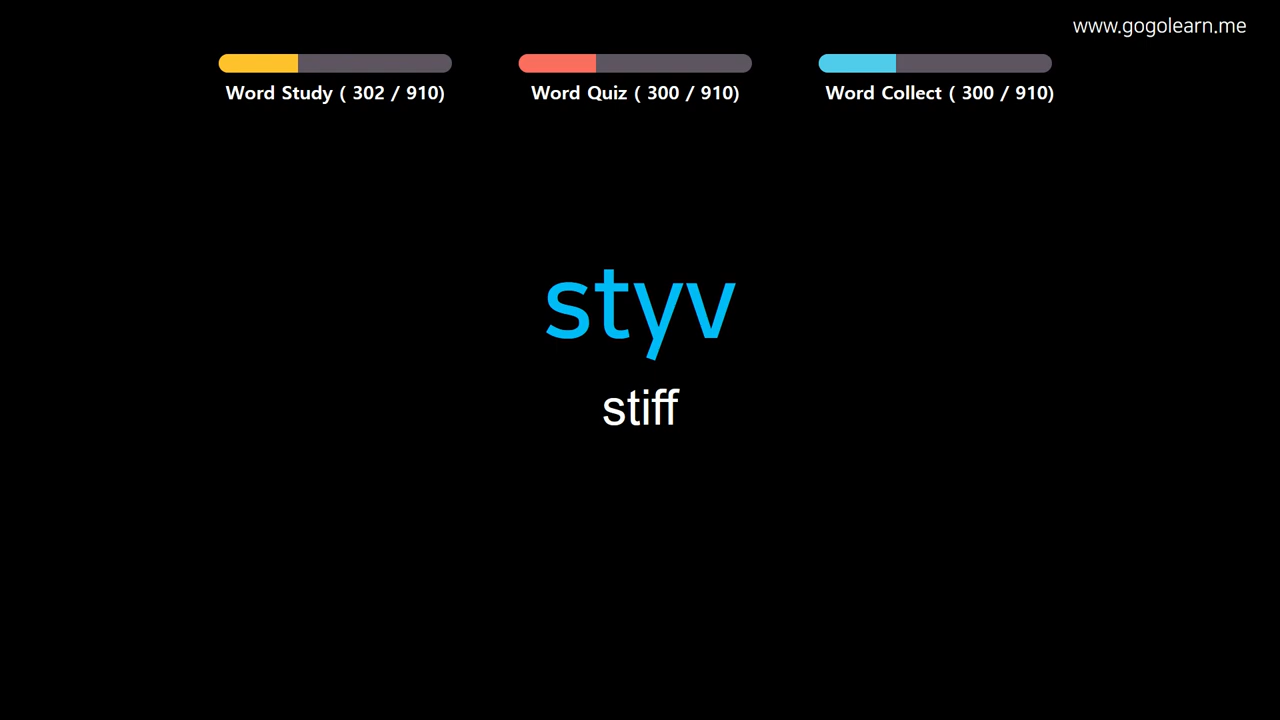 www.gogolearn.me
Word Study ( 302 / 910)
Word Quiz ( 300 / 910)
Word Collect ( 300 / 910)
styv
stiff